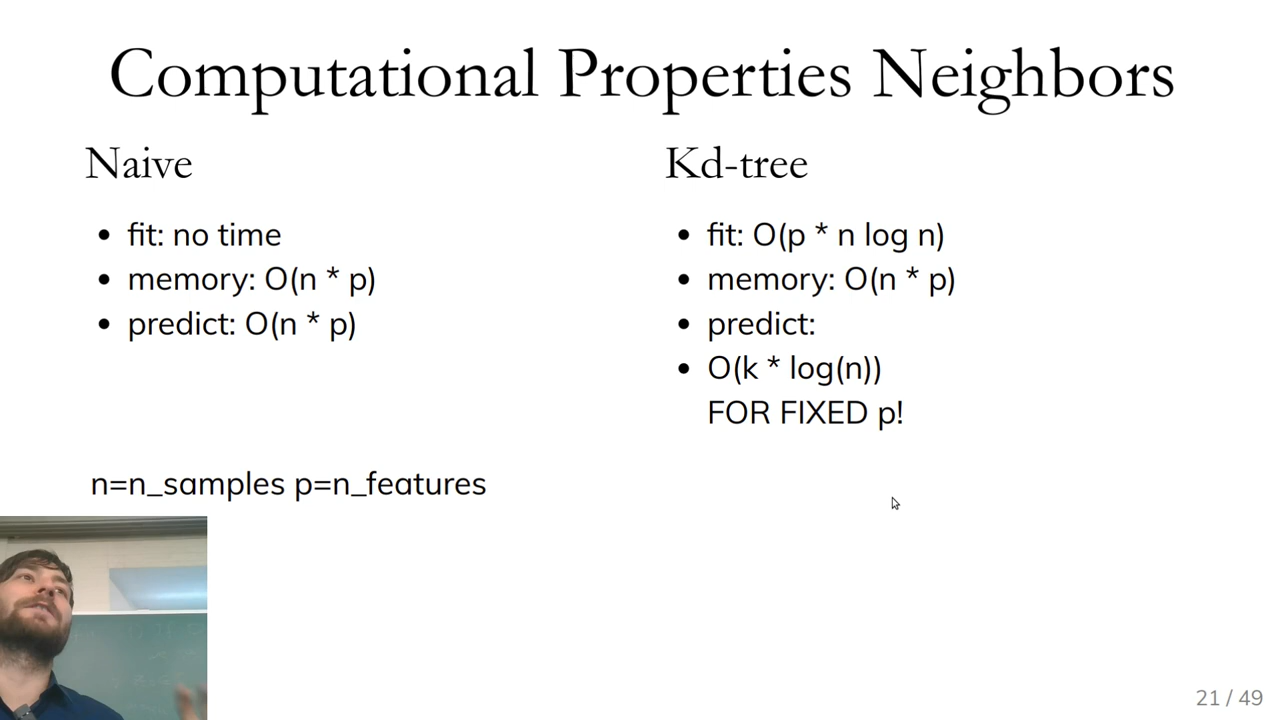 Computational Properties Neighbors
Naive
• fit: no time
• memory: O(n * p)
• predict: O(n * p)
Kd-tree
• fit: O(p * n log n)
• memory: O(n * p)
• predict:
• O(k * log(n))
FOR FIXED p!
n=n_samples p=n_features
21 / 49